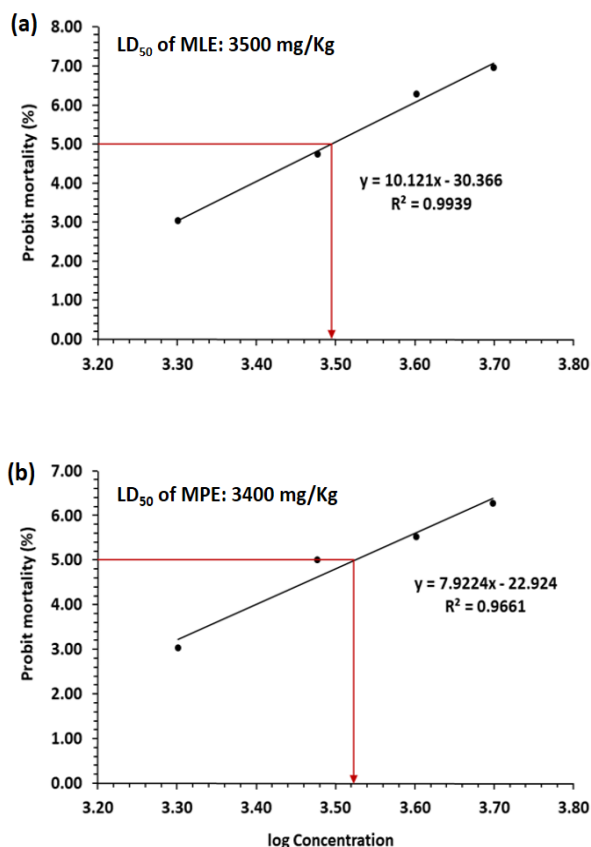 (a)
LD50 of MLE: 3500 mg/Kg
8.00
7.00
6.00
5.00
4.00
3.00
2.00
1.00
0.00
Probit mortality (%)
y = 10.121x - 30.366
R² = 0.9939
3.20 3.30 3.40 3.50 3.60 3.70 3.80
(b)
LD50 of MPE: 3400 mg/Kg
7.00
6.00
5.00
4.00
3.00
2.00
1.00
0.00
Probit mortality (%)
y = 7.9224x - 22.924
R² = 0.9661
3.20 3.30 3.40 3.50 3.60 3.70 3.80
log Concentration